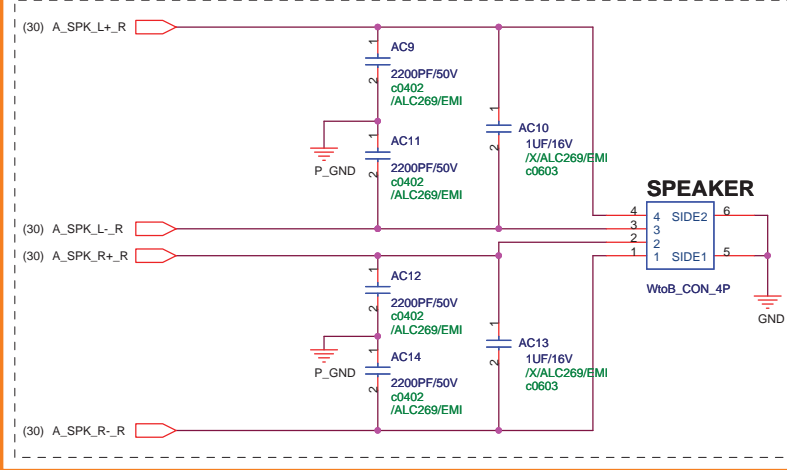 (30) A_SPK_L+_R
1
AC9
2
2200PF/50V
c0402
/ALC269/EMI
1
AC10
2
1UF/16V
/X/ALC269/EMI
c0603
P_GND
1
AC11
2
2200PF/50V
c0402
/ALC269/EMI
SPEAKER
4 4 SIDE2 6
3 3
2 2
1 1 SIDE1 5
WtoB_CON_4P
GND
(30) A_SPK_L-_R
(30) A_SPK_R+_R
1
AC12
2
2200PF/50V
c0402
/ALC269/EMI
1
AC13
2
1UF/16V
/X/ALC269/EMI
c0603
P_GND
1
AC14
2
2200PF/50V
c0402
/ALC269/EMI
(30) A_SPK_R-_R